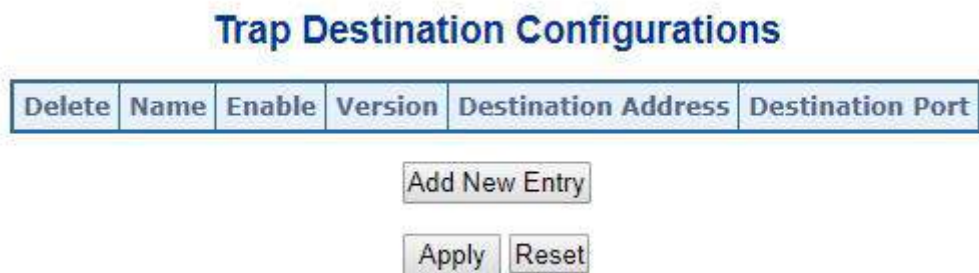 Trap Destination Configurations
Delete Name Enable Version Destination Address Destination Port
Add New Entry
Apply Reset